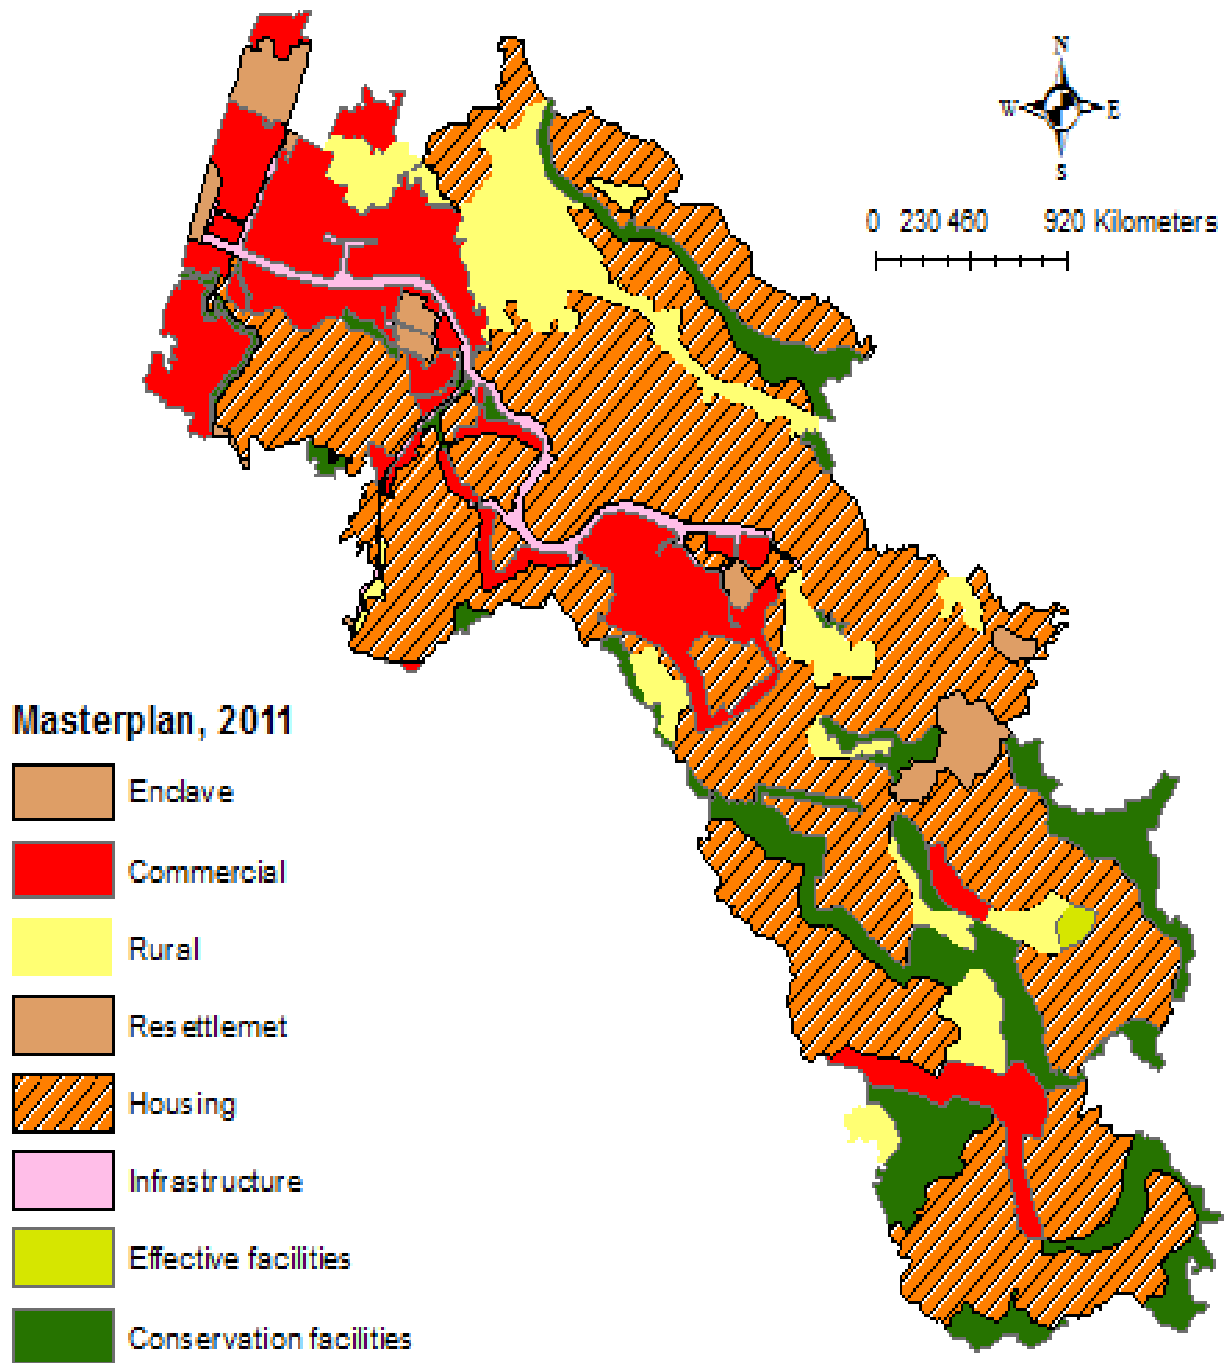 N
W E
S
0 230 460 920 Kilometers
Masterplan, 2011
Enclave
Commercial
Rural
Resettlemet
Housing
Infrastructure
Effective facilities
Conservation facilities